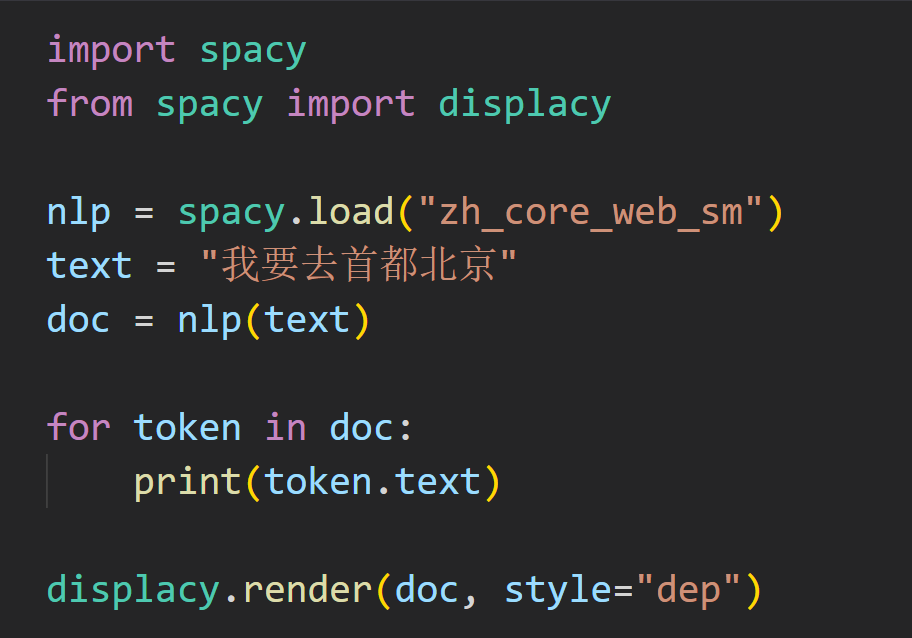 import spacy
from spacy import displacy
nlp = spacy.load("zh_core_web_sm")
text = "我要去首都北京"
doc = nlp(text)
for token in doc:
    print(token.text)
displacy.render(doc, style="dep")